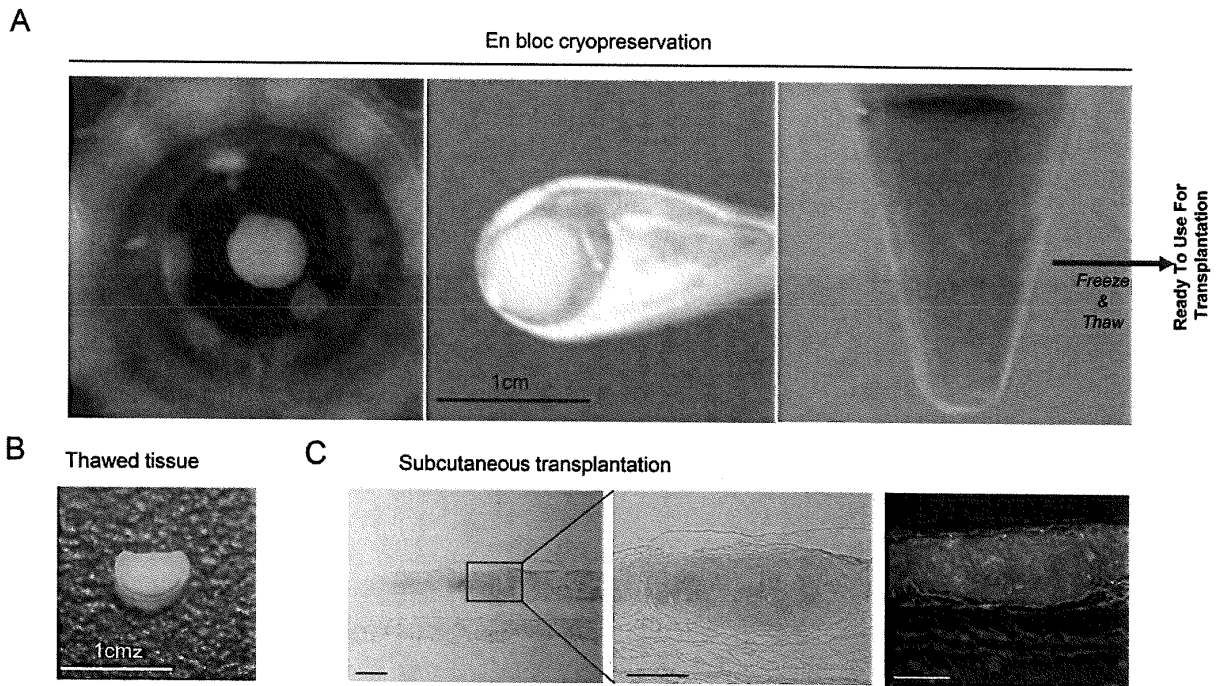 A
En bloc cryopreservation
1cm
Freeze
&
Thaw
Ready To Use For
Transplantation
B
Thawed tissue
1cmz
C
Subcutaneous transplantation